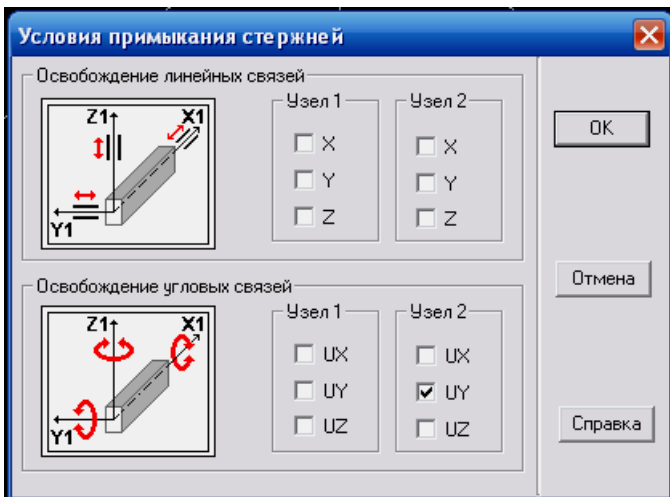 Условия примыкания стержней
Освобождение линейных связей
Z1
X1
Y1
Узел 1
X
Y
Z
Узел 2
X
Y
Z
OK
Отмена
Освобождение угловых связей
Z1
X1
Y1
Узел 1
UX
UY
UZ
Узел 2
UX
UY
UZ
Справка